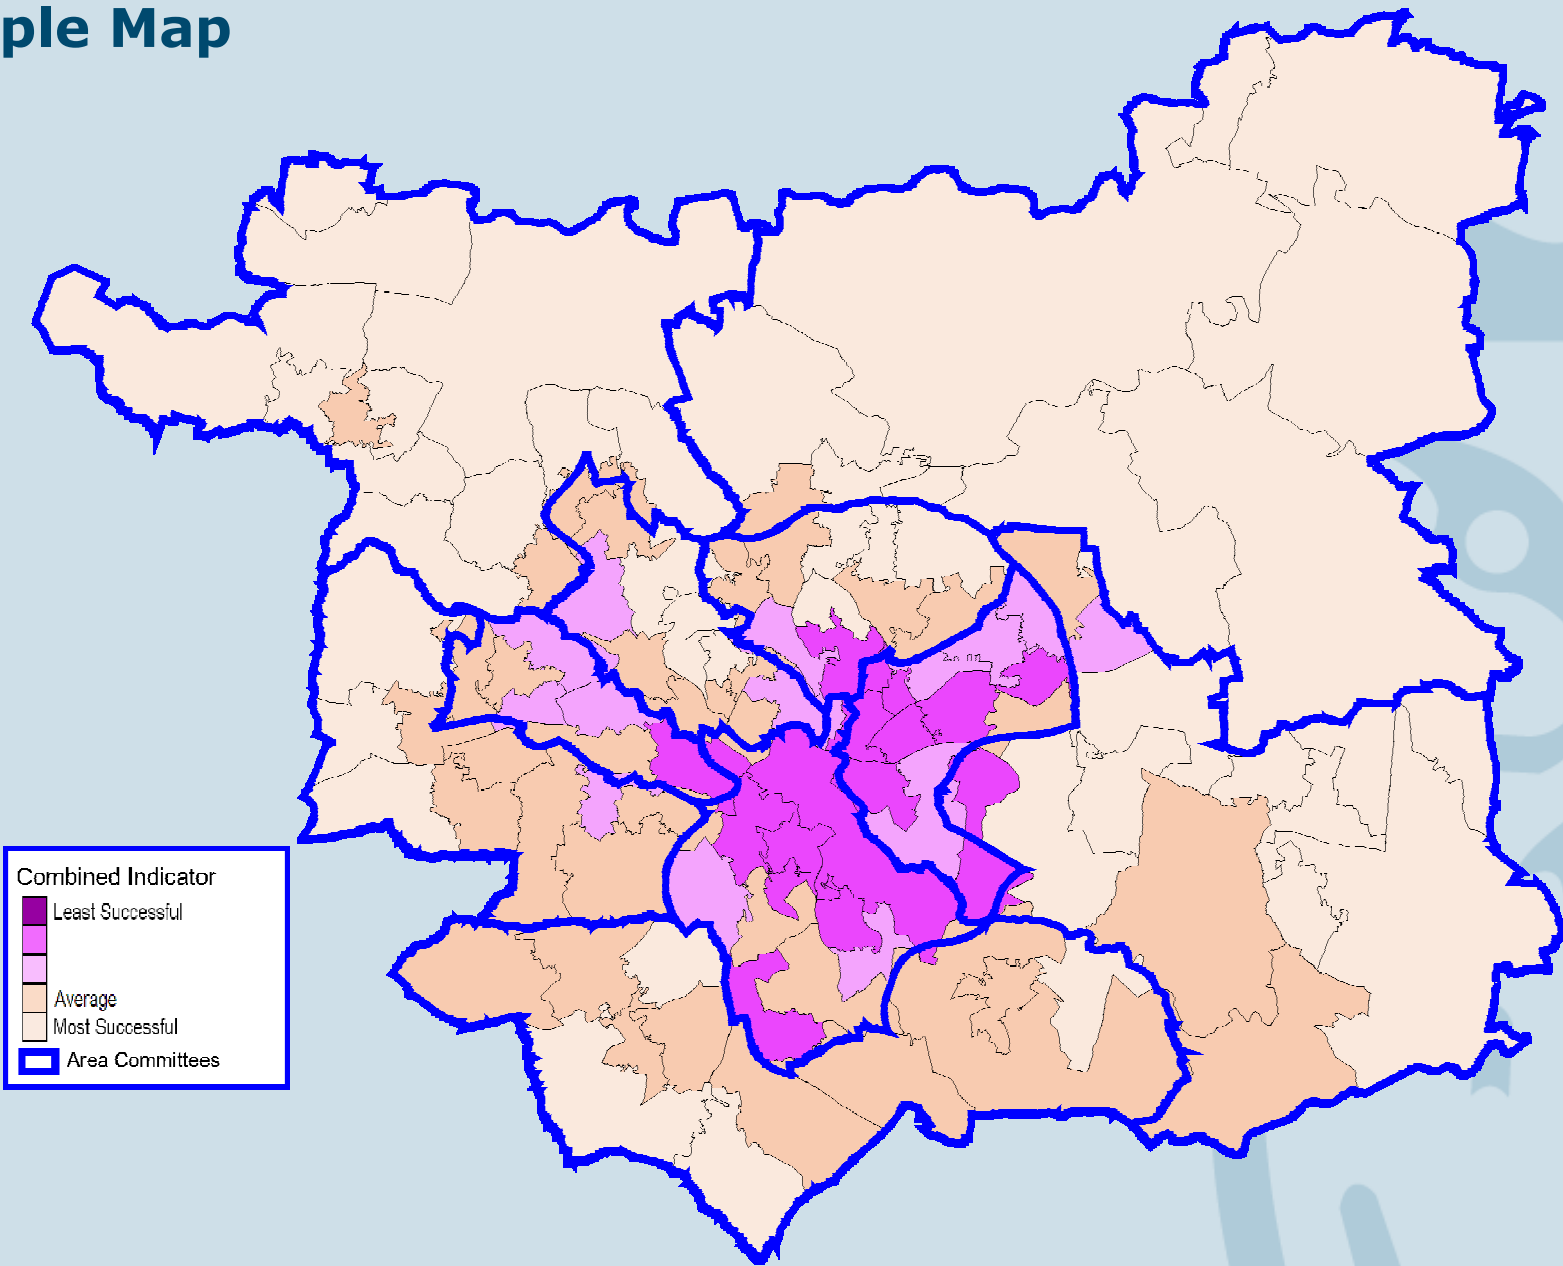 ple Map
Combined Indicator
Least Successful
Average
Most Successful
Area Committees